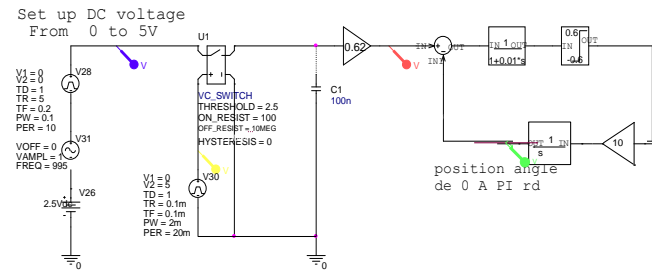 Set up DC voltage
From 0 to 5V
U1
V
V1 = 0
V2 = 0
TD = 1
TR = 5
TF = 0.2
PW = 0.1
PER = 10
V28
VOFF = 0
VAMPL = 1
FREQ = 995
V31
V26
2.5Vdc
0
VC_SWITCH
THRESHOLD = 2.5
ON_RESIST = 100
OFF_RESIST = 10MEG
HYSTERESIS = 0
V
V1 = 0
V2 = 5
TD = 1
TR = 0.1m
TF = 0.1m
PW = 2m
PER = 20m
V30
C1
100n
0
0.62
V
IN1
OUT
IN2
IN 1 OUT
1+0.01*s
0.6
IN OUT
-0.6
OUT 1 IN
s
10
V
position angle
de 0 A PI rd